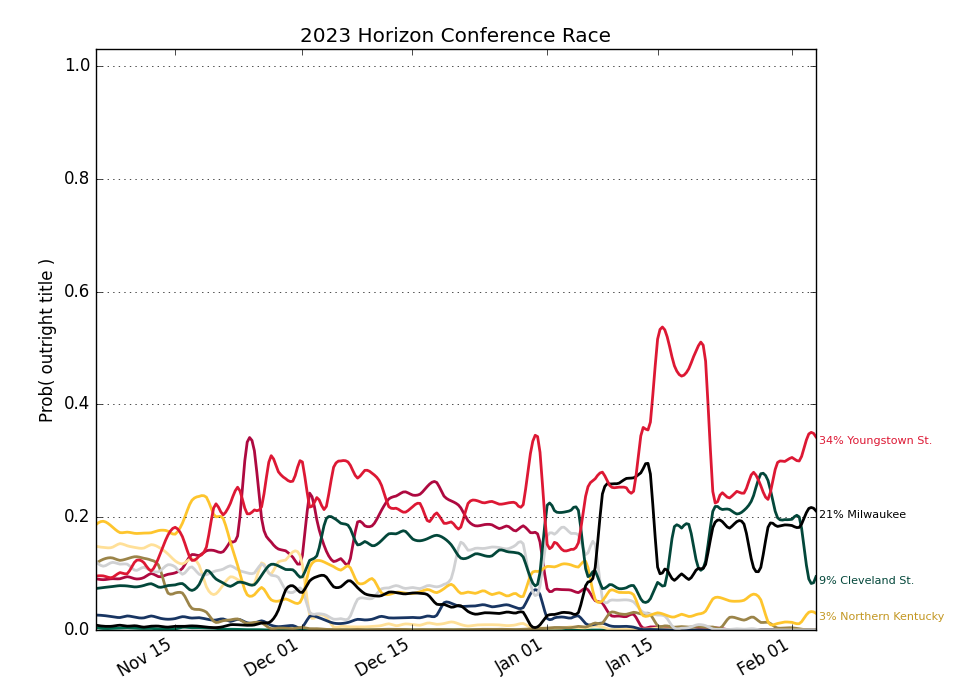 2023 Horizon Conference Race
Prob( outright title )
1.0
0.8
0.6
0.4
0.2
0.0
34% Youngstown St.
21% Milwaukee
9% Cleveland St.
3% Northern Kentucky
Nov 15
Dec 01
Dec 15
Jan 01
Jan 15
Feb 01